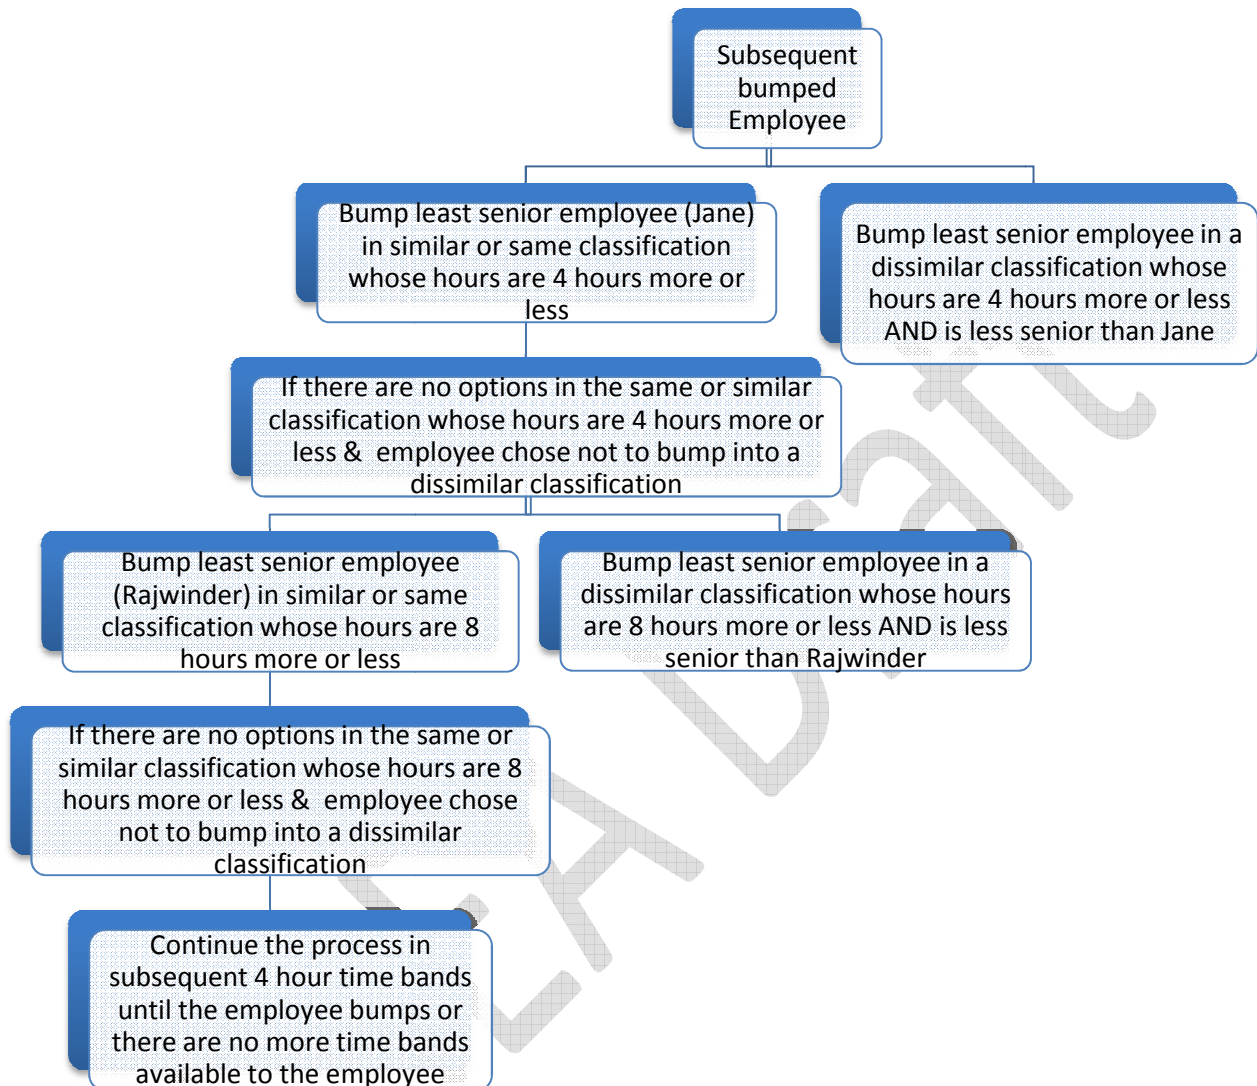 Subsequent
bumped
Employee
Bump least senior employee (Jane)
in similar or same classification
whose hours are 4 hours more or
less
Bump least senior employee in a
dissimilar classification whose
hours are 4 hours more or less
AND is less senior than Jane
If there are no options in the same or similar
classification whose hours are 4 hours more or
less &  employee chose not to bump into a
dissimilar classification
Bump least senior employee
(Rajwinder) in similar or same
classification whose hours are 8
hours more or less
Bump least senior employee in a
dissimilar classification whose hours
are 8 hours more or less AND is less
senior than Rajwinder
If there are no options in the same or
similar classification whose hours are 8
hours more or less &  employee chose
not to bump into a dissimilar
classification
Continue the process in
subsequent 4 hour time bands
until the employee bumps or
there are no more time bands
available to the employee
EA Draft